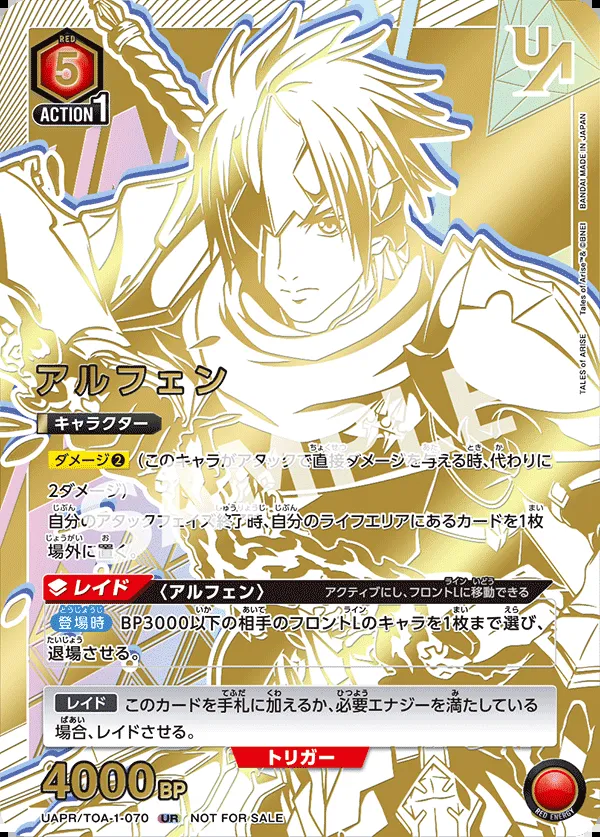 RED
5
ACTION1
UA
TALES of ARISE Tales of Arise™& ©BNEI BANDAI MADE IN JAPAN
アルフェン
キャラクター
ダメージ❷ (このキャラがアタックで直接ダメージを与える時、代わりに
2ダメージ)
自分のアタックフェイズ終了時、自分のライフエリアにあるカードを1枚
場外に置く。
レイド 〈アルフェン〉 アクティブにし、フロントLに移動できる
登場時 BP3000以下の相手のフロントLのキャラを1枚まで選び、
退場させる。
レイド このカードを手札に加えるか、必要エナジーを満たしている
場合、レイドさせる。
トリガー
4000BP
RED ENERGY
UAPR/TOA-1-070 UR NOT FOR SALE
SAMPLE